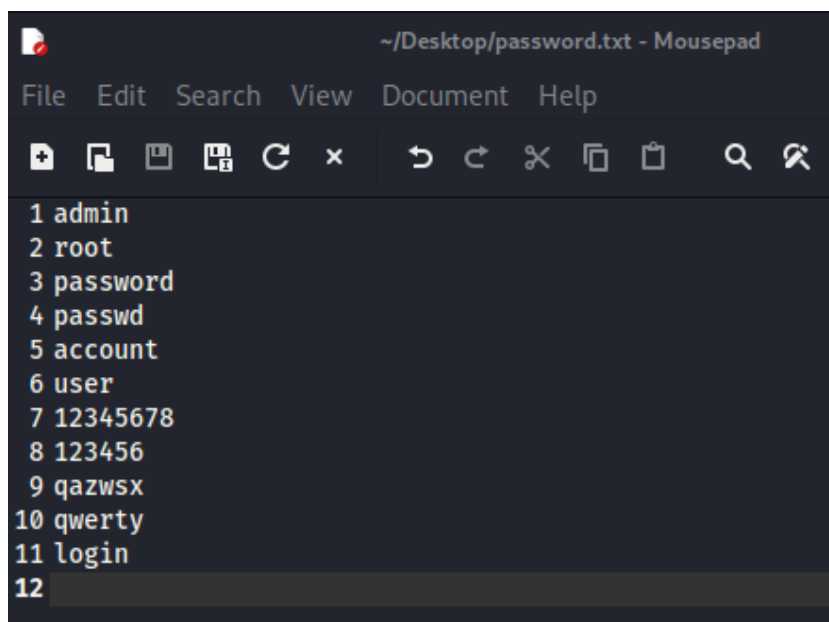 ~/Desktop/password.txt - Mousepad
File Edit Search View Document Help
1 admin
2 root
3 password
4 passwd
5 account
6 user
7 12345678
8 123456
9 qazwsx
10 qwerty
11 login
12